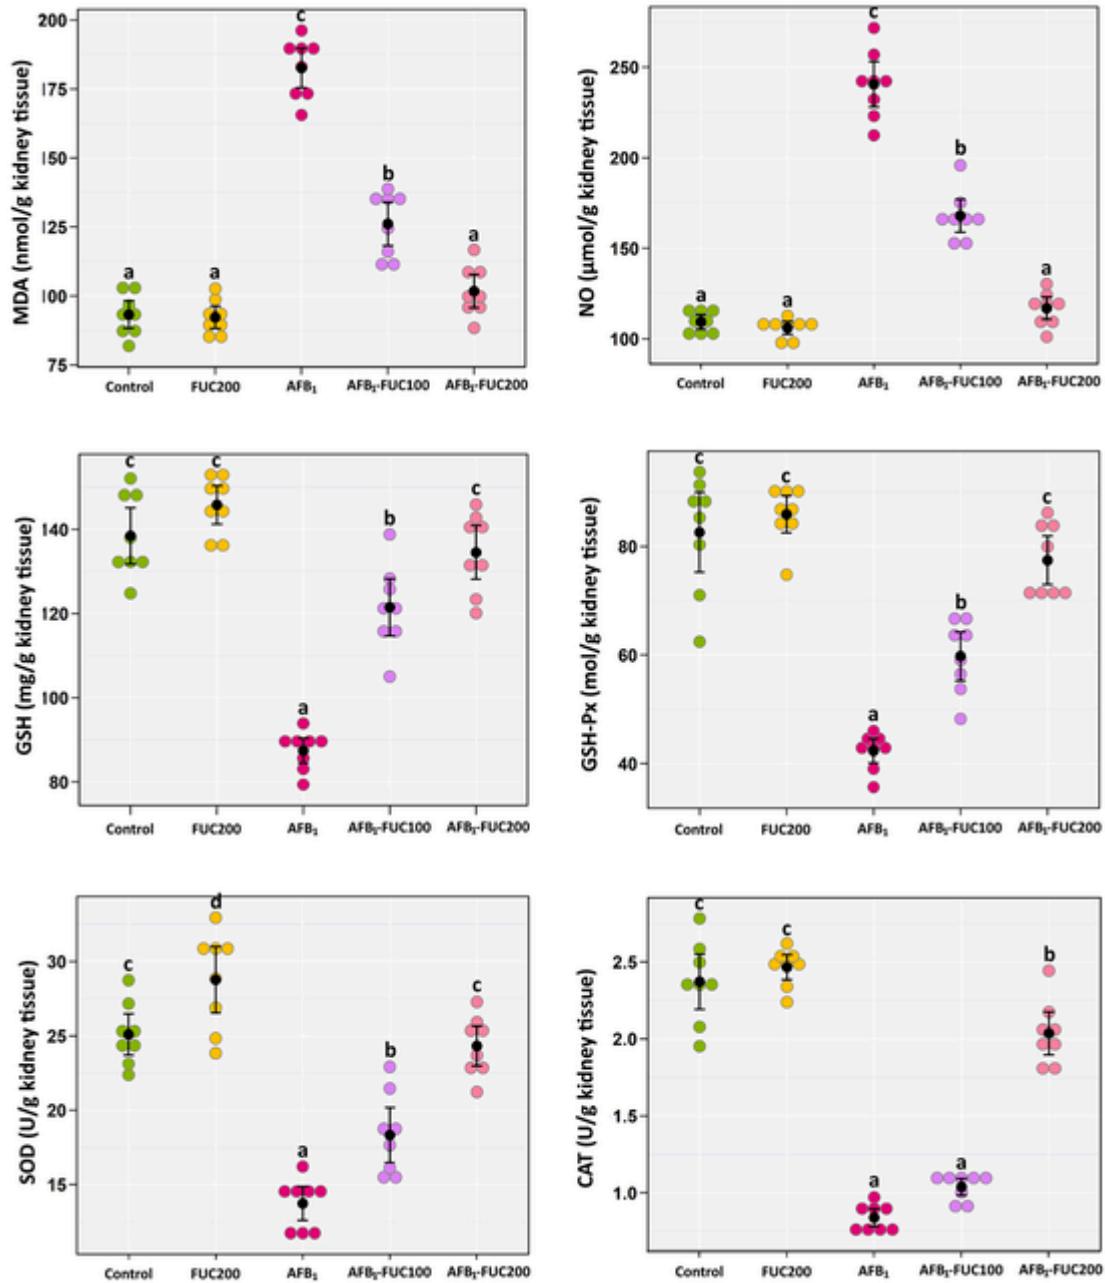 MDA (nmol/g kidney tissue)
200
175
150
125
100
75
a
a
c
b
a
Control
FUC200
AFB₁
AFB₁-FUC100
AFB₁-FUC200
NO (µmol/g kidney tissue)
250
200
150
100
a
a
c
b
a
Control
FUC200
AFB₁
AFB₁-FUC100
AFB₁-FUC200
GSH (mg/g kidney tissue)
140
120
100
80
c
c
a
b
c
Control
FUC200
AFB₁
AFB₁-FUC100
AFB₁-FUC200
GSH-Px (mol/g kidney tissue)
80
60
40
c
c
a
b
c
Control
FUC200
AFB₁
AFB₁-FUC100
AFB₁-FUC200
SOD (U/g kidney tissue)
30
25
20
15
c
d
a
b
c
Control
FUC200
AFB₁
AFB₁-FUC100
AFB₁-FUC200
CAT (U/g kidney tissue)
2.5
2.0
1.5
1.0
c
c
a
a
b
Control
FUC200
AFB₁
AFB₁-FUC100
AFB₁-FUC200